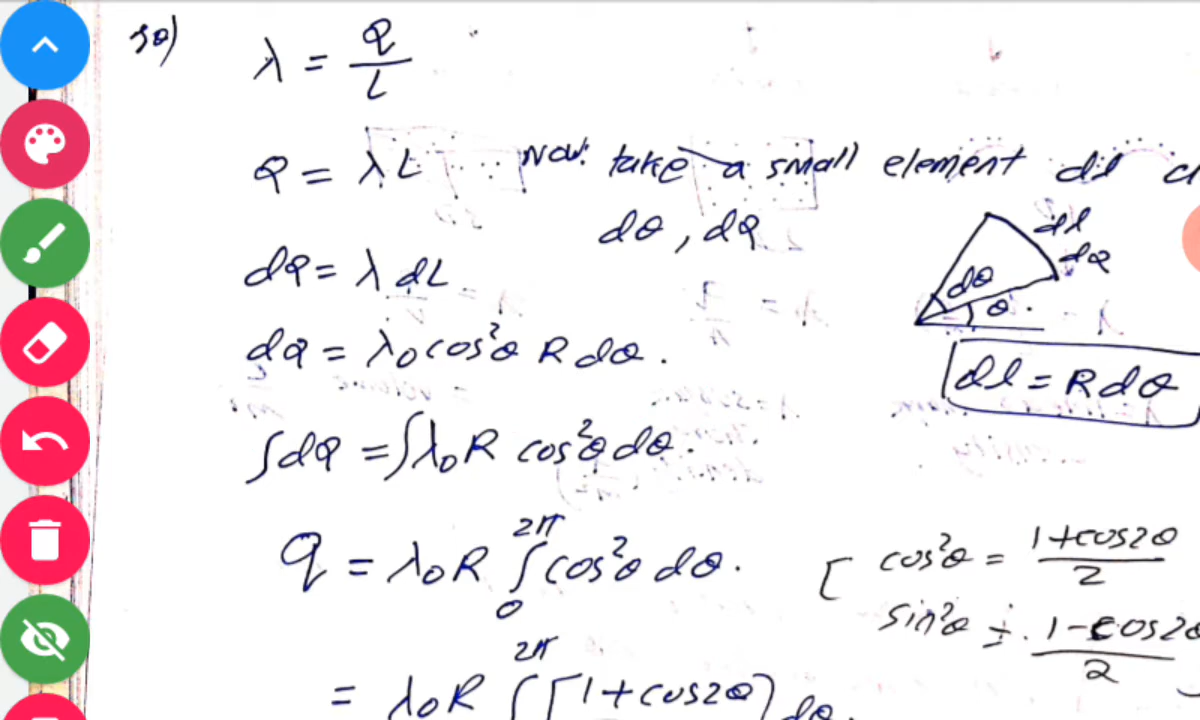 so)
λ = Q/L
Q = λL Now take a small element dl
dθ, dQ
dl
dQ = λ dL
dQ
dθ
θ
dQ = λ₀cos²θ R dθ.
dl = Rdθ
∫dQ = ∫λ₀R cos²θ dθ.
q = λ₀R ∫₀^2π cos²θ dθ.
[ cos²θ = (1+cos2θ)/2
sin²θ = (1-cos2θ)/2
= λ₀R ∫^2π [1+cos2θ] dθ.